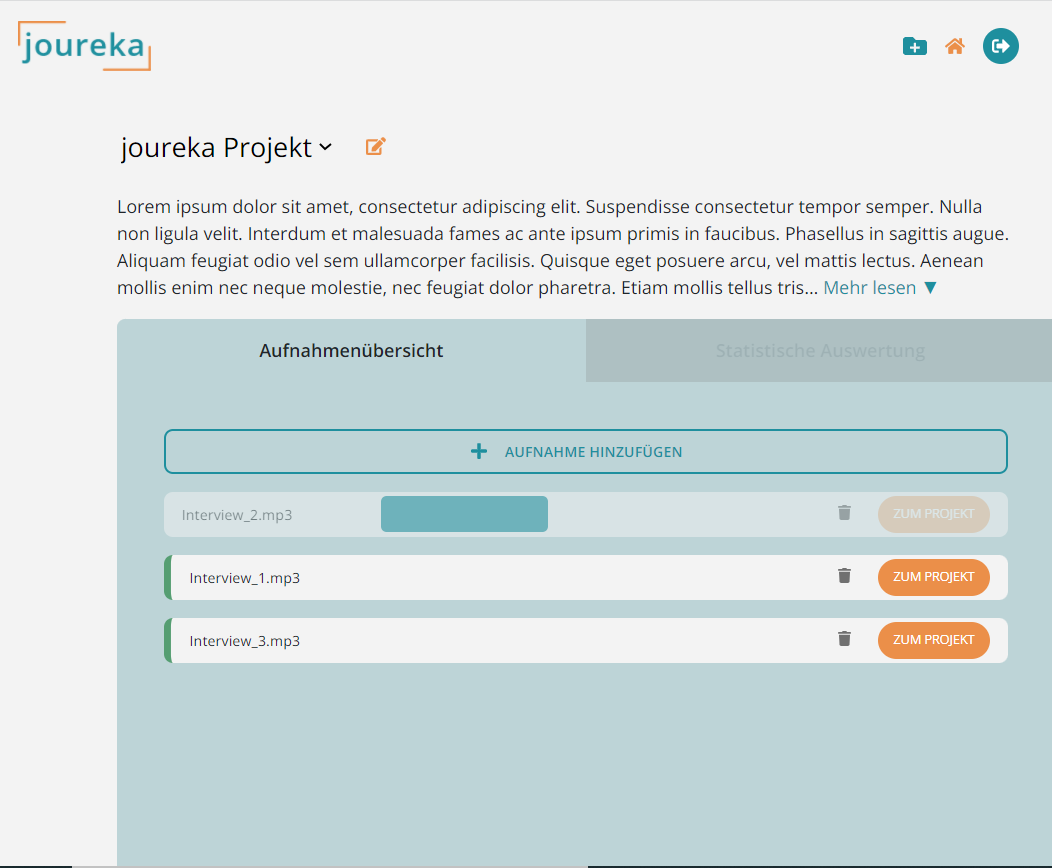 joureka
joureka Projekt
Lorem ipsum dolor sit amet, consectetur adipiscing elit. Suspendisse consectetur tempor semper. Nulla
non ligula velit. Interdum et malesuada fames ac ante ipsum primis in faucibus. Phasellus in sagittis augue.
Aliquam feugiat odio vel sem ullamcorper facilisis. Quisque eget posuere arcu, vel mattis lectus. Aenean
mollis enim nec neque molestie, nec feugiat dolor pharetra. Etiam mollis tellus tris... Mehr lesen ▼
Aufnahmenübersicht
Statistische Auswertung
AUFNAHME HINZUFÜGEN
Interview_2.mp3 ZUM PROJEKT
Interview_1.mp3 ZUM PROJEKT
Interview_3.mp3 ZUM PROJEKT